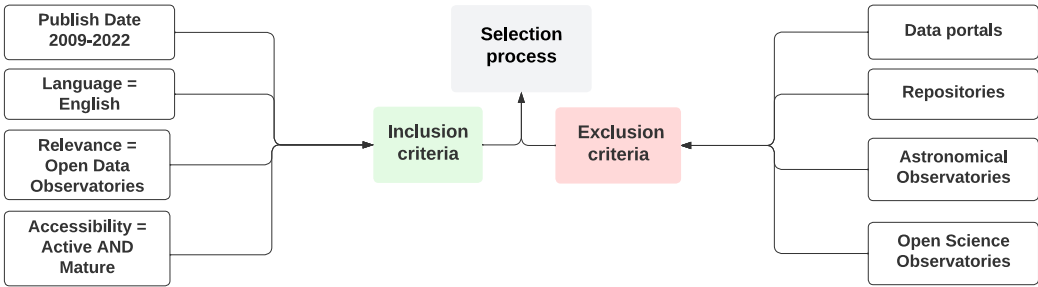 Publish Date
2009-2022
Language =
English
Relevance =
Open Data
Observatories
Accessibility =
Active AND
Mature
Inclusion
criteria
Selection
process
Exclusion
criteria
Data portals
Repositories
Astronomical
Observatories
Open Science
Observatories